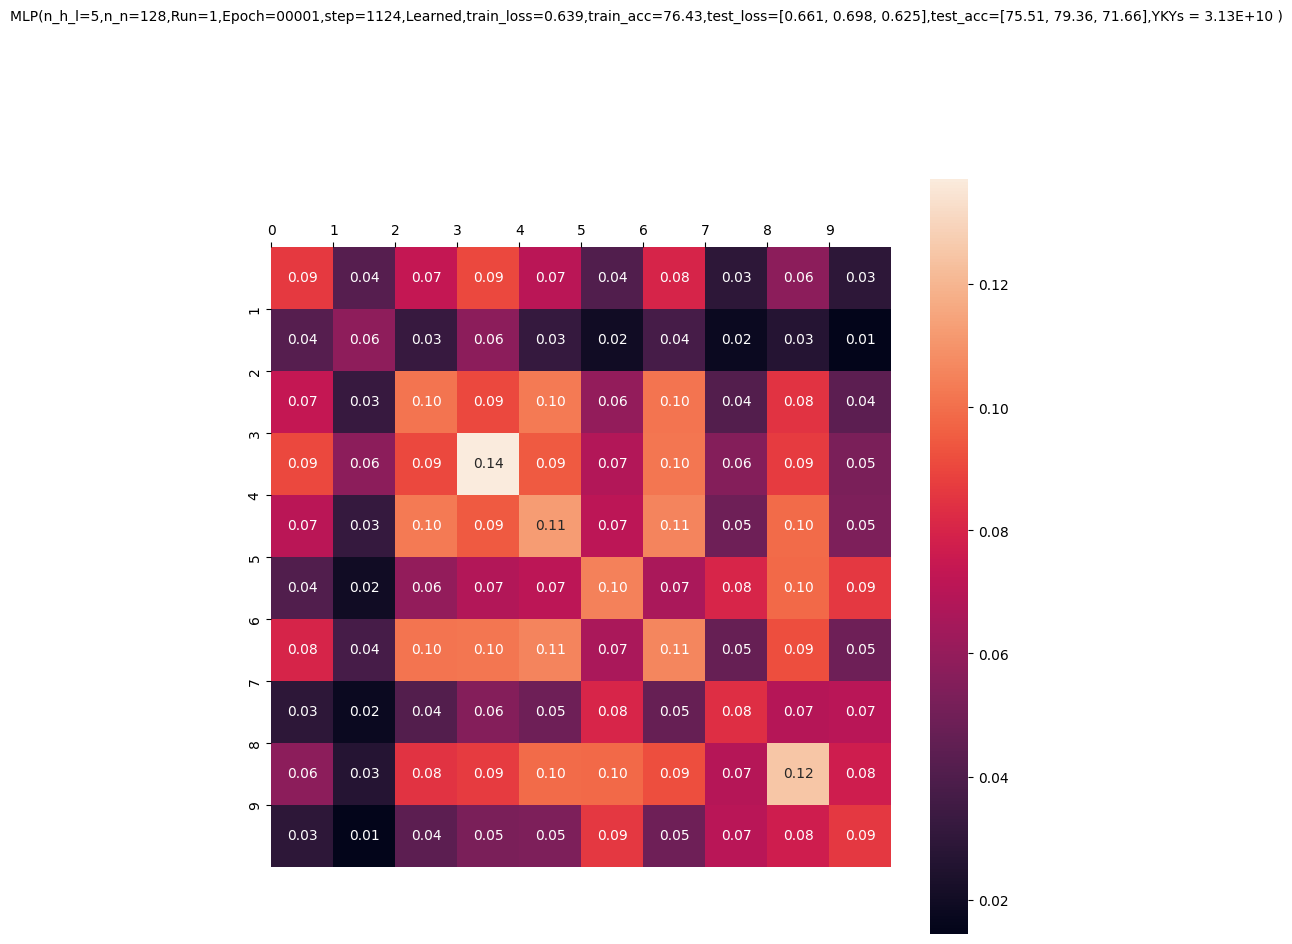 MLP(n_h_l=5,n_n=128,Run=1,Epoch=00001,step=1124,Learned,train_loss=0.639,train_acc=76.43,test_loss=[0.661, 0.698, 0.625],test_acc=[75.51, 79.36, 71.66],YKYs = 3.13E+10 )
0 1 2 3 4 5 6 7 8 9
0.09 0.04 0.07 0.09 0.07 0.04 0.08 0.03 0.06 0.03
1
0.04 0.06 0.03 0.06 0.03 0.02 0.04 0.02 0.03 0.01
2
0.07 0.03 0.10 0.09 0.10 0.06 0.10 0.04 0.08 0.04
3
0.09 0.06 0.09 0.14 0.09 0.07 0.10 0.06 0.09 0.05
4
0.07 0.03 0.10 0.09 0.11 0.07 0.11 0.05 0.10 0.05
5
0.04 0.02 0.06 0.07 0.07 0.10 0.07 0.08 0.10 0.09
6
0.08 0.04 0.10 0.10 0.11 0.07 0.11 0.05 0.09 0.05
7
0.03 0.02 0.04 0.06 0.05 0.08 0.05 0.08 0.07 0.07
8
0.06 0.03 0.08 0.09 0.10 0.10 0.09 0.07 0.12 0.08
9
0.03 0.01 0.04 0.05 0.05 0.09 0.05 0.07 0.08 0.09
0.12
0.10
0.08
0.06
0.04
0.02